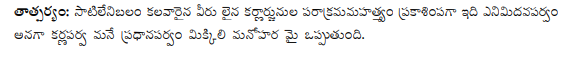 తాత్పర్యం: సాటిలేనిబలం కలవారైన వీరు లైన కర్ణార్జునుల పరాక్రమమహత్త్వం ప్రకాశింపగా ఇది ఎనిమిదవపర్వం
అనగా కర్ణపర్వ మనే ప్రధానపర్వం మిక్కిలి మనోహర మై ఒప్పుతుంది.